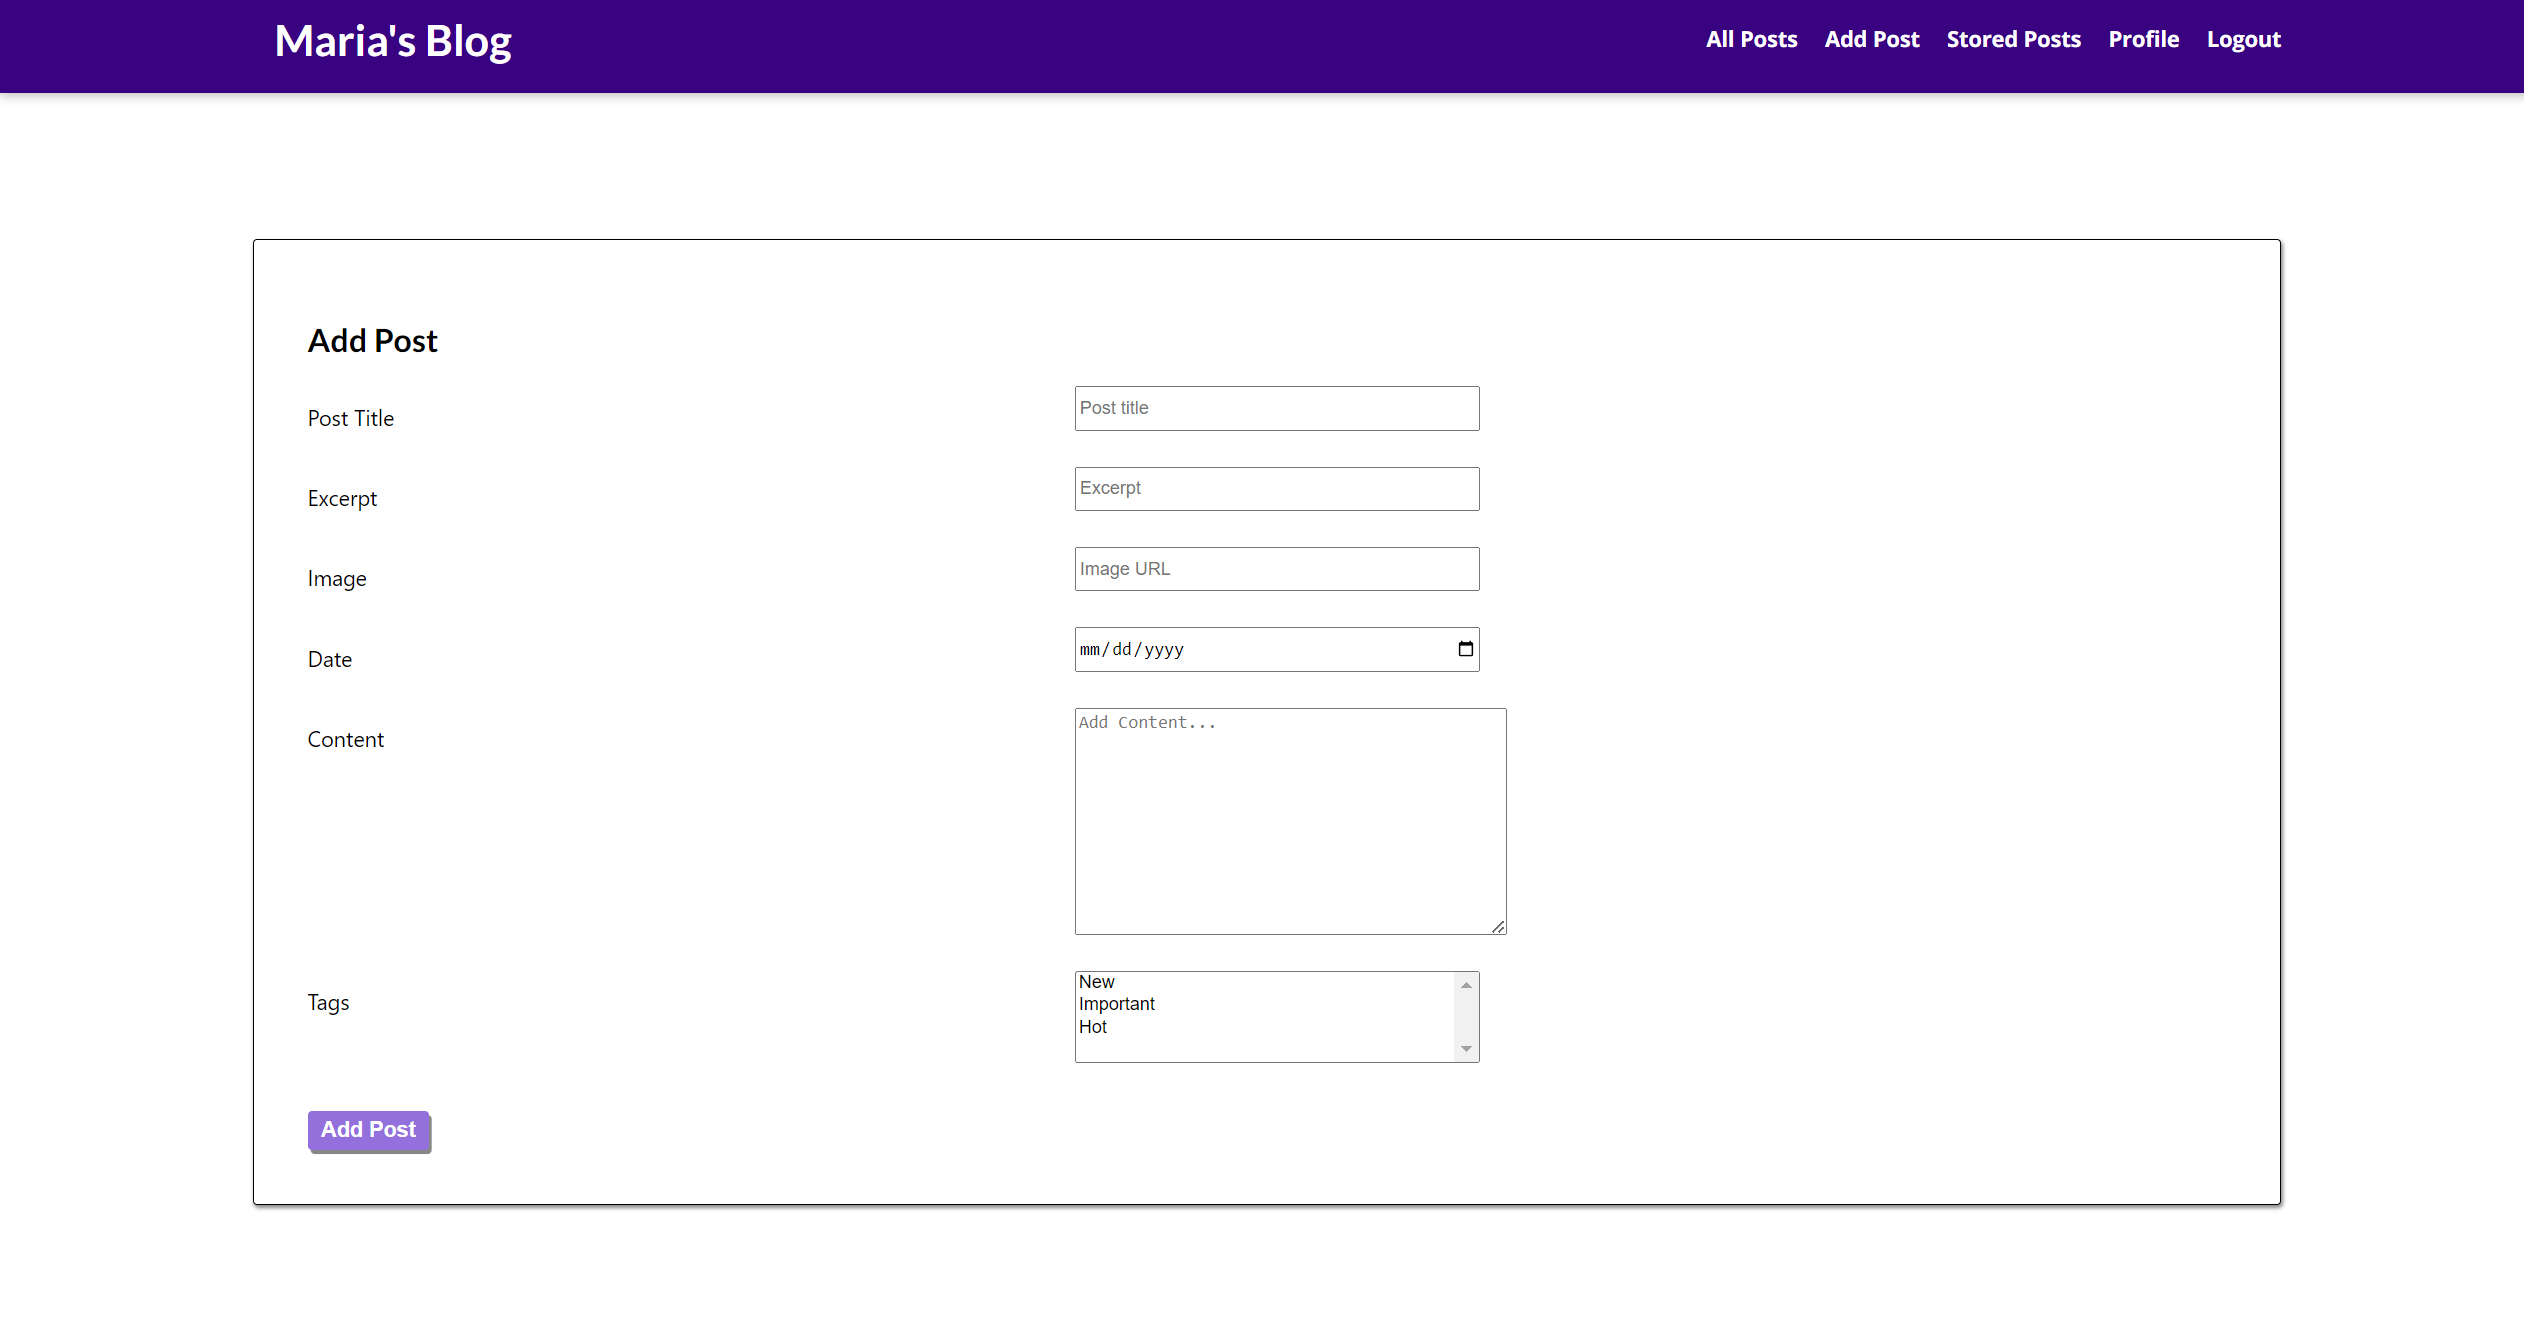 Maria's Blog
All Posts Add Post Stored Posts Profile Logout
Add Post
Post Title
Post title
Excerpt
Excerpt
Image
Image URL
Date
mm/dd/yyyy
Content
Add Content...
Tags
New
Important
Hot
Add Post